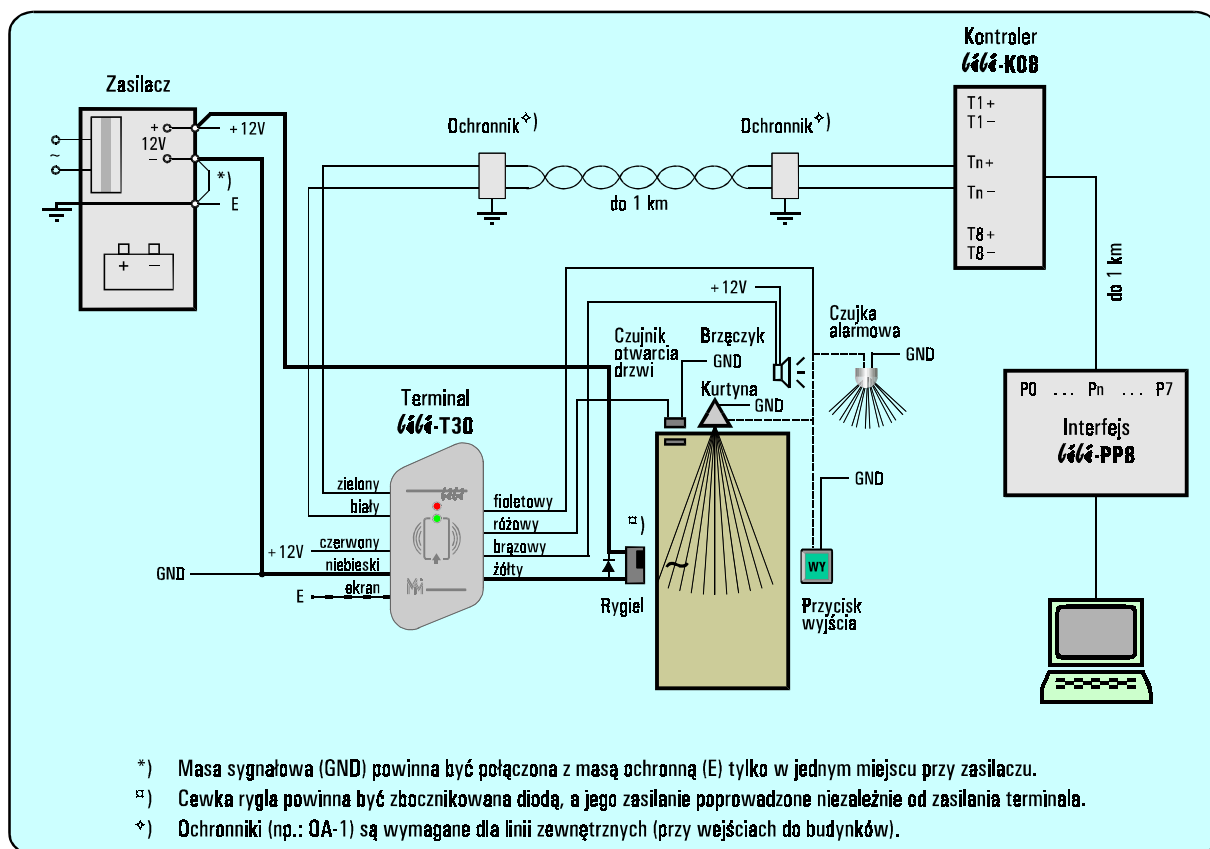 Kontroler
bébé-K08
Zasilacz
T1+
T1-
Tn+
Tn-
T8+
T8-
+
12V
-
~
+12V
*)
E
+ -
Ochronnik✧)
Ochronnik✧)
do 1 km
do 1 km
+12V
Czujnik
otwarcia
drzwi
Brzęczyk
GND
Czujka
alarmowa
GND
Kurtyna
GND
P0 ... Pn ... P7
Interfejs
bébé-PP8
Terminal
bébé-T30
bébé
zielony
biały
+12V
czerwony
GND
niebieski
E
ekran
fioletowy
różowy
brązowy
żółty
¤)
Rygiel
~
GND
WY
Przycisk
wyjścia
*) Masa sygnałowa (GND) powinna być połączona z masą ochronną (E) tylko w jednym miejscu przy zasilaczu.
¤) Cewka rygla powinna być zbocznikowana diodą, a jego zasilanie poprowadzone niezależnie od zasilania terminala.
✧) Ochronniki (np.: OA-1) są wymagane dla linii zewnętrznych (przy wejściach do budynków).